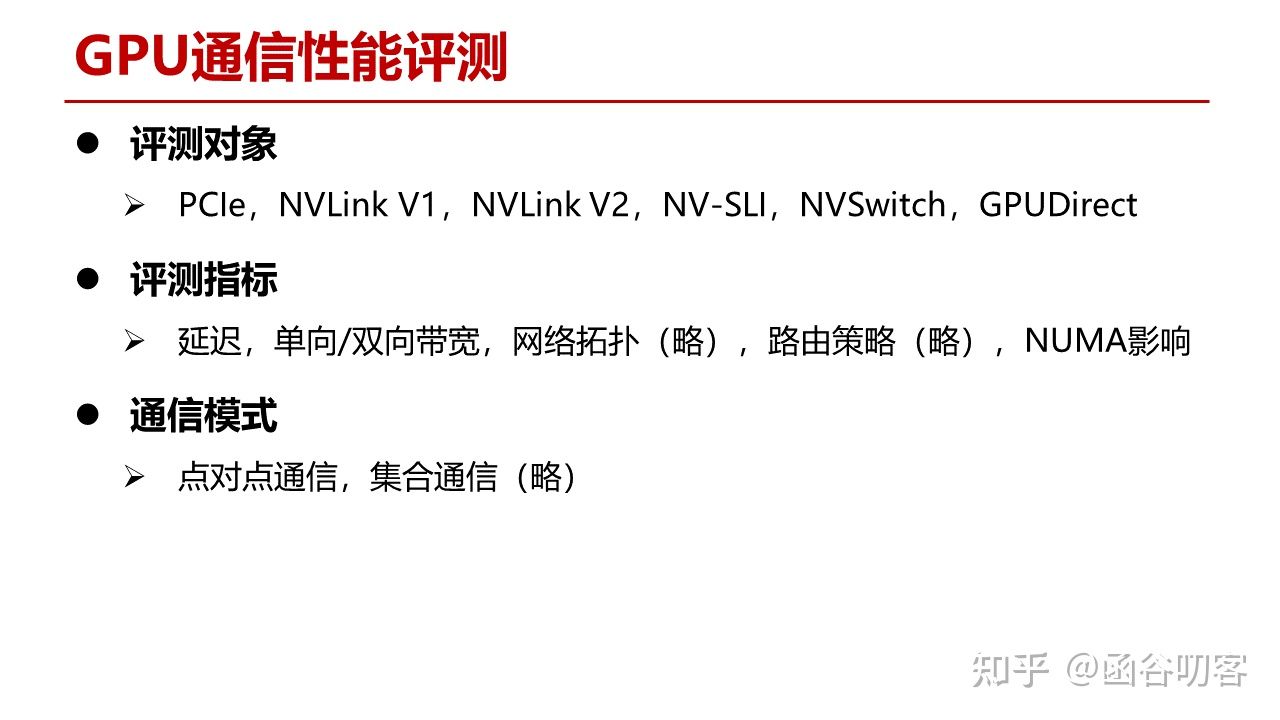 GPU通信性能评测
● 评测对象
➢ PCIe，NVLink V1，NVLink V2，NV-SLI，NVSwitch，GPUDirect
● 评测指标
➢ 延迟，单向/双向带宽，网络拓扑（略），路由策略（略），NUMA影响
● 通信模式
➢ 点对点通信，集合通信（略）
知乎 @函谷叨客